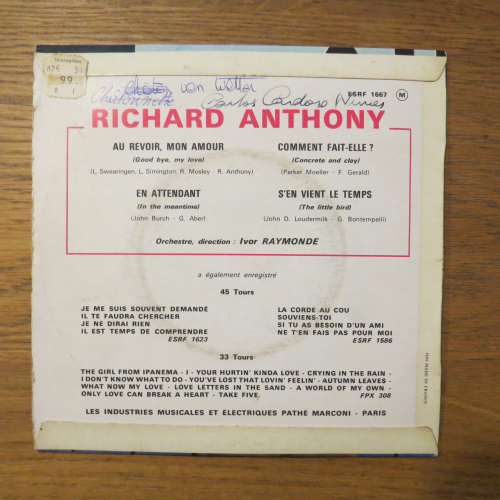 innovation
99.
ESRF 1667 M
Carlos Cardoso Nunes
RICHARD ANTHONY
AU REVOIR, MON AMOUR
(Good bye, my love)
(L. Swearingen, L. Simington, R. Mosley - R. Anthony)
COMMENT FAIT-ELLE ?
(Concrete and clay)
(Parker Moeller - F. Gerald)
EN ATTENDANT
(In the meantime)
(John Burch - G. Aber)
S'EN VIENT LE TEMPS
(The little bird)
(John D. Loudermilk - G. Bontempelli)
Orchestre, direction : Ivor RAYMONDE
a également enregistré
45 Tours
JE ME SUIS SOUVENT DEMANDÉ
IL TE FAUDRA CHERCHER
JE NE DIRAI RIEN
IL EST TEMPS DE COMPRENDRE
ESRF 1623
LA CORDE AU COU
SOUVIENS-TOI
SI TU AS BESOIN D'UN AMI
NE T'EN FAIS PAS POUR MOI
ESRF 1586
33 Tours
THE GIRL FROM IPANEMA - I - YOUR HURTIN' KINDA LOVE - CRYING IN THE RAIN -
I DON'T KNOW WHAT TO DO - YOU'VE LOST THAT LOVIN' FEELIN' - AUTUMN LEAVES -
WHAT NOW MY LOVE - LOVE LETTERS IN THE SAND - A WORLD OF MY OWN -
ONLY LOVE CAN BREAK A HEART - TAKE FIVE. FPX 308
LES INDUSTRIES MUSICALES ET ÉLECTRIQUES PATHÉ MARCONI - PARIS
MADE IN FRANCE